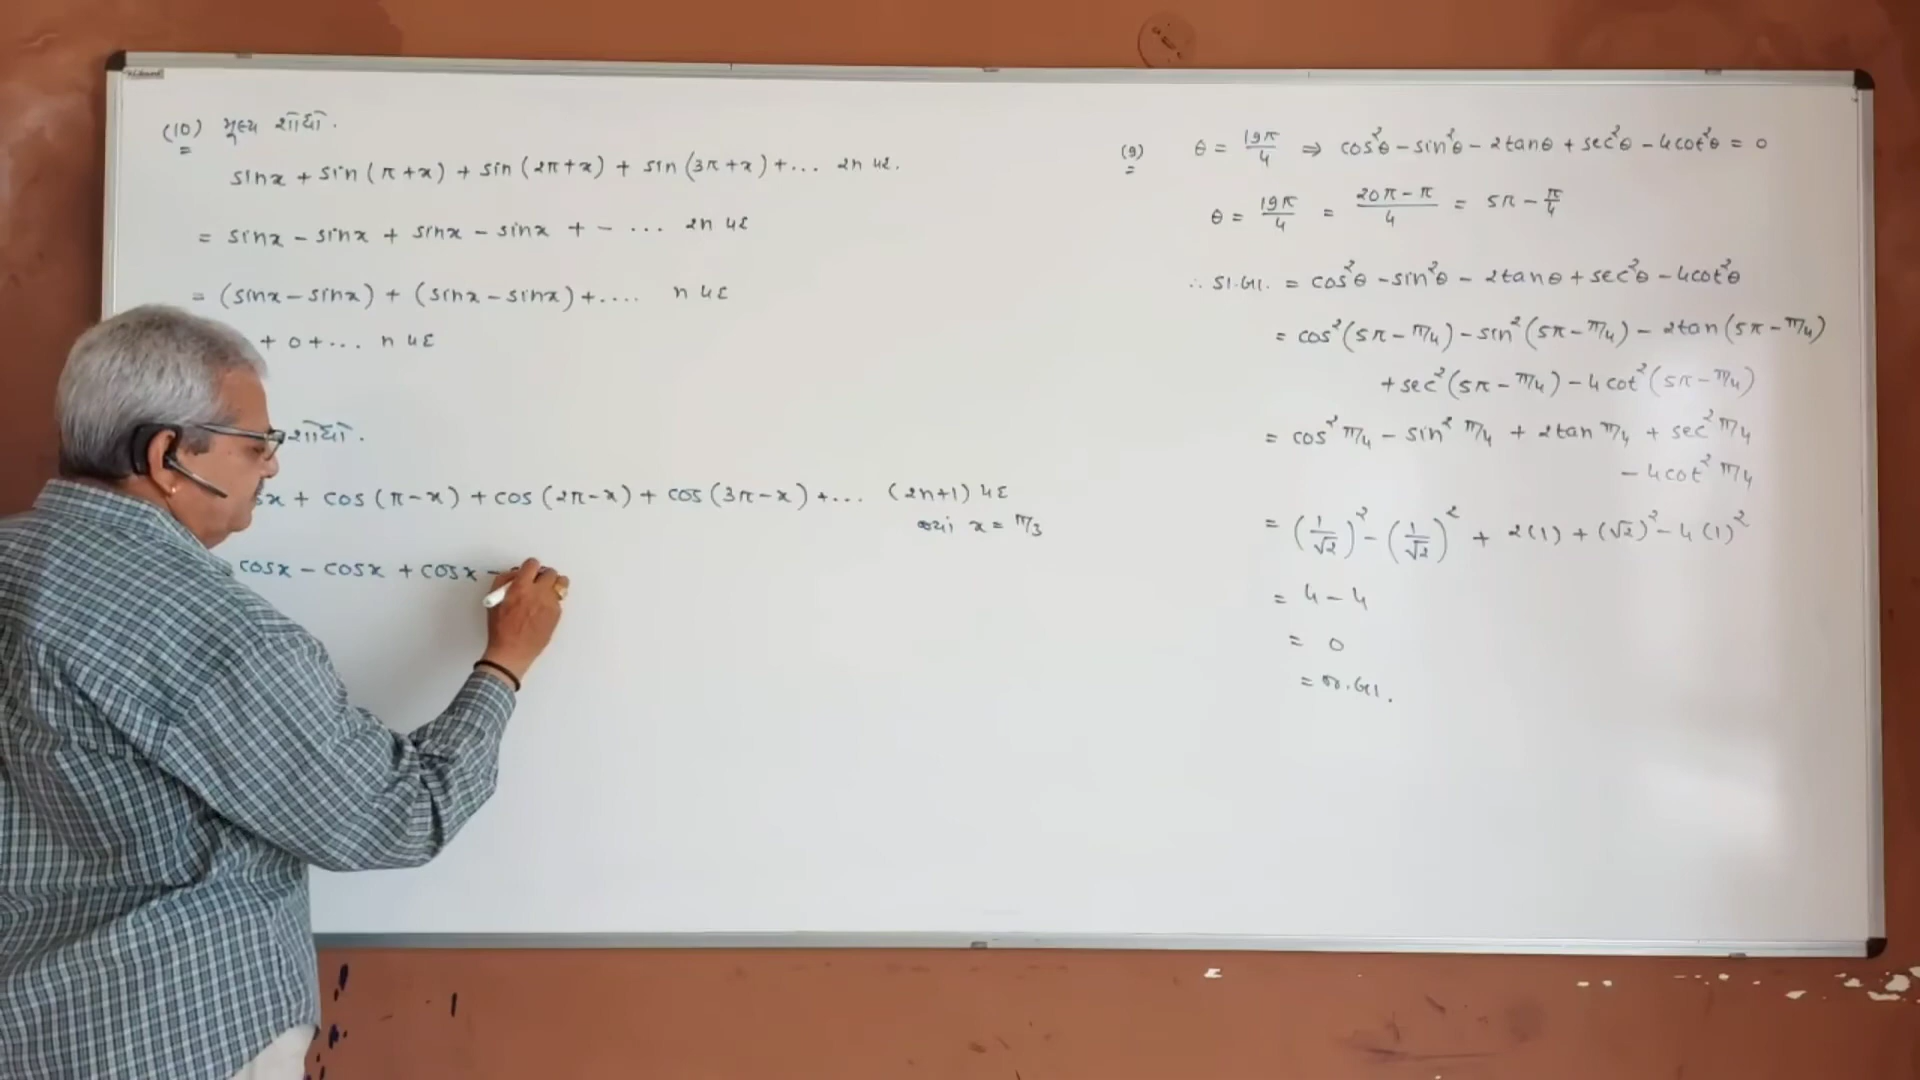 (10) મૂલ્ય શોધો.
sinx + sin (π+x) + sin (2π+x) + sin (3π+x) + ... 2n પદ.
= sinx - sinx + sinx - sinx + - ... 2n પદ
= (sinx - sinx) + (sinx - sinx) + .... n પદ
+ 0 + ... n પદ
શોધો.
x + cos (π-x) + cos (2π-x) + cos (3π-x) + ... (2n+1) પદ
જ્યાં x = π/3
cosx - cosx + cosx -
(9) θ = 19π/4 ⇒ cos²θ - sin²θ - 2tanθ + sec²θ - 4cot²θ = 0
θ = 19π/4 = (20π - π)/4 = 5π - π/4
∴ ડા.બા. = cos²θ - sin²θ - 2tanθ + sec²θ - 4cot²θ
= cos²(5π - π/4) - sin²(5π - π/4) - 2tan(5π - π/4)
+ sec²(5π - π/4) - 4cot²(5π - π/4)
= cos² π/4 - sin² π/4 + 2tan π/4 + sec² π/4
- 4cot² π/4
= (1/√2)² - (1/√2)² + 2(1) + (√2)² - 4(1)²
= 4 - 4
= 0
= જ.બા.